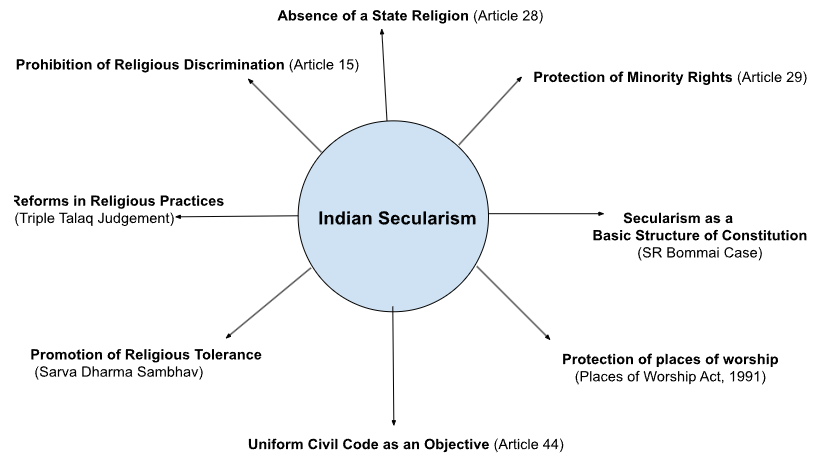 Absence of a State Religion (Article 28)
Prohibition of Religious Discrimination (Article 15)
Protection of Minority Rights (Article 29)
Reforms in Religious Practices
(Triple Talaq Judgement)
Indian Secularism
Secularism as a
Basic Structure of Constitution
(SR Bommai Case)
Promotion of Religious Tolerance
(Sarva Dharma Sambhav)
Protection of places of worship
(Places of Worship Act, 1991)
Uniform Civil Code as an Objective (Article 44)